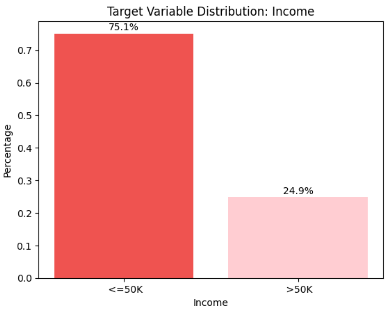 Target Variable Distribution: Income
75.1%
24.9%
Percentage
0.7
0.6
0.5
0.4
0.3
0.2
0.1
0.0
<=50K
>50K
Income